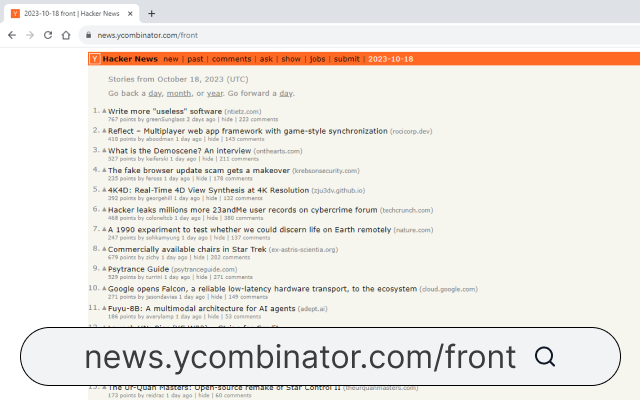 2023-10-18 front | Hacker News
news.ycombinator.com/front
Y Hacker News new | past | comments | ask | show | jobs | submit | 2023-10-18
Stories from October 18, 2023 (UTC)
Go back a day, month, or year. Go forward a day.
1. Write more "useless" software (ntietz.com)
767 points by greenSunglass 2 days ago | hide | 223 comments
2. Reflect – Multiplayer web app framework with game-style synchronization (rocicorp.dev)
418 points by aboodman 1 day ago | hide | 145 comments
3. What is the Demoscene? An interview (onthearts.com)
527 points by keiferski 1 day ago | hide | 211 comments
4. The fake browser update scam gets a makeover (krebsonsecurity.com)
235 points by feross 1 day ago | hide | 178 comments
5. 4K4D: Real-Time 4D View Synthesis at 4K Resolution (zju3dv.github.io)
392 points by georgehill 1 day ago | hide | 132 comments
6. Hacker leaks millions more 23andMe user records on cybercrime forum (techcrunch.com)
468 points by colonelxib 1 day ago | hide | 380 comments
7. A 1990 experiment to test whether we could discern life on Earth remotely (nature.com)
247 points by sohkamyung 1 day ago | hide | 137 comments
8. Commercially available chairs in Star Trek (ex-astris-scientia.org)
679 points by zichy 1 day ago | hide | 202 comments
9. Psytrance Guide (psytranceguide.com)
529 points by turrini 1 day ago | hide | 271 comments
10. Google opens Falcon, a reliable low-latency hardware transport, to the ecosystem (cloud.google.com)
271 points by jasondavies 1 day ago | hide | 149 comments
11. Fuyu-8B: A multimodal architecture for AI agents (adept.ai)
186 points by averylamp 1 day ago | hide | 53 comments
news.ycombinator.com/front
The Ur-Quan Masters: Open-source remake of Star Control II (theurquanmasters.com)
173 points by reidrac 1 day ago | hide | 60 comments